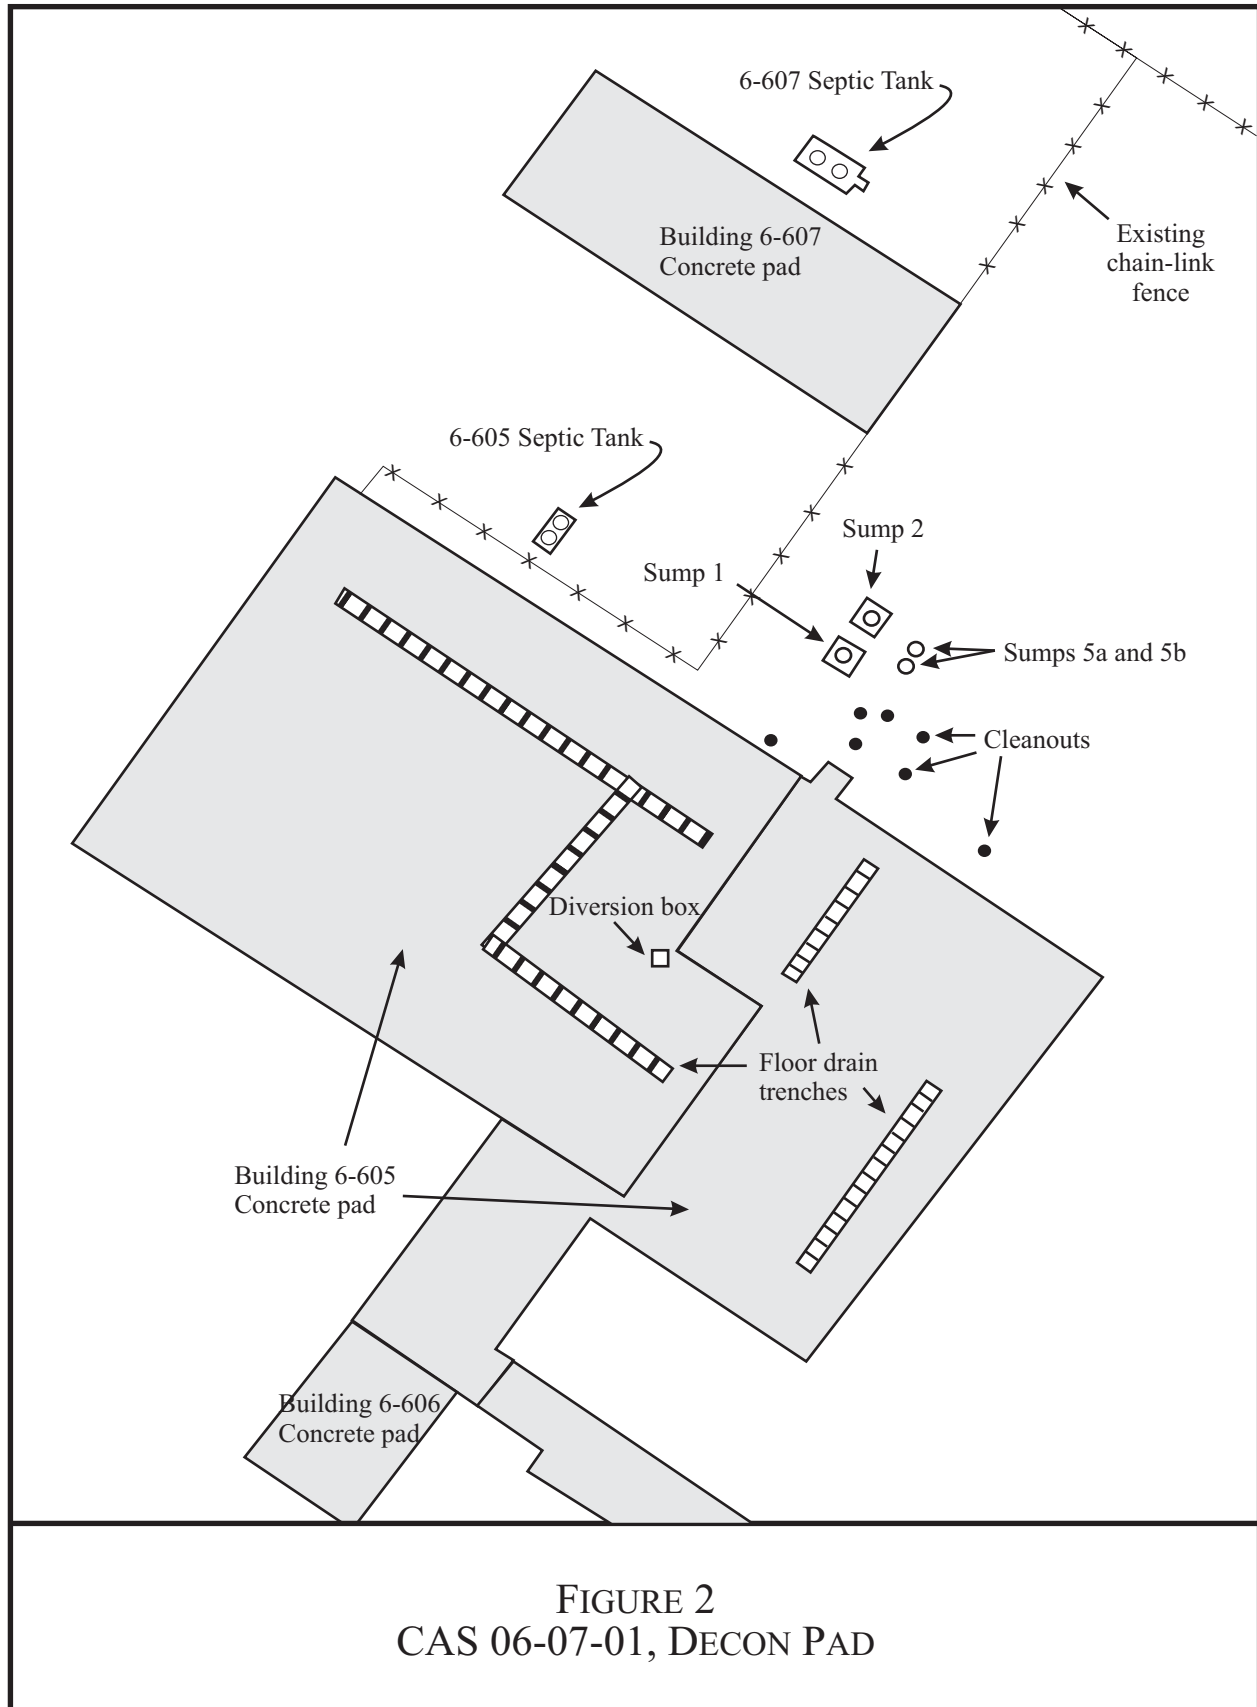 6-607 Septic Tank
Building 6-607
Concrete pad
Existing
chain-link
fence
6-605 Septic Tank
Sump 2
Sump 1
Sumps 5a and 5b
Cleanouts
Diversion box
Floor drain
trenches
Building 6-605
Concrete pad
Building 6-606
Concrete pad
FIGURE 2
CAS 06-07-01, DECON PAD